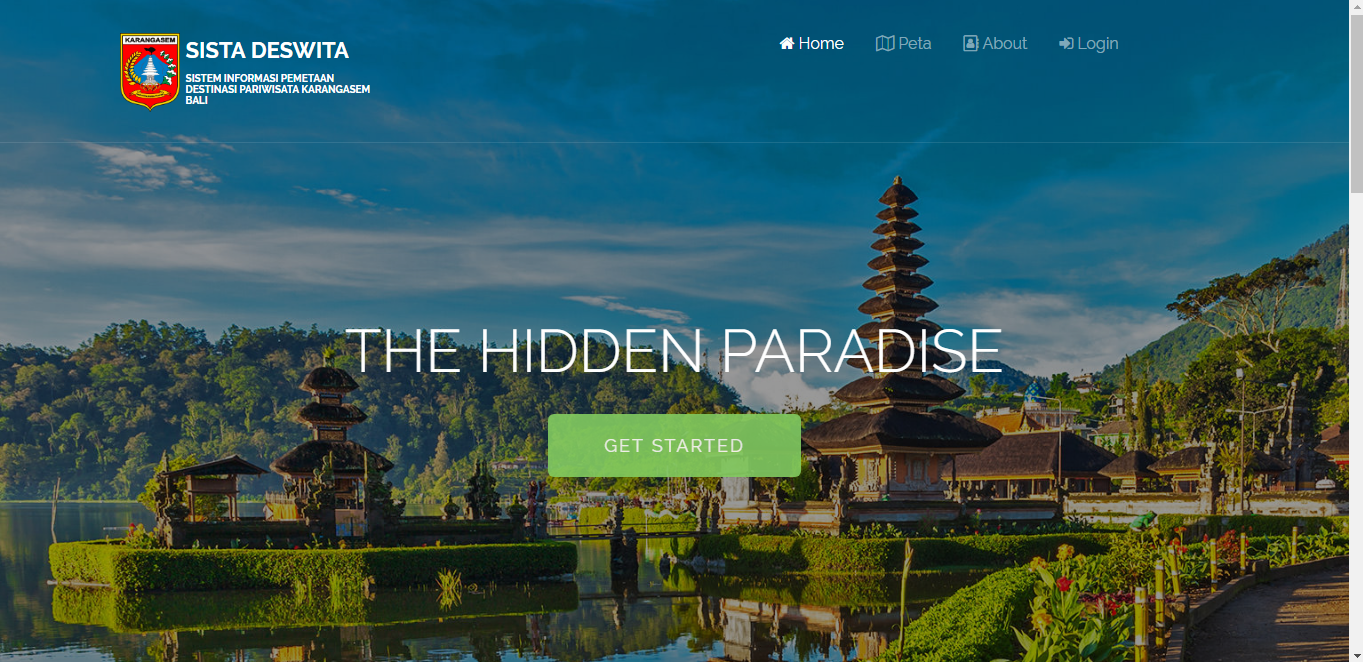 KARANGASEM
SISTA DESWITA
SISTEM INFORMASI PEMETAAN
DESTINASI PARIWISATA KARANGASEM
BALI
Home Peta About Login
THE HIDDEN PARADISE
GET STARTED